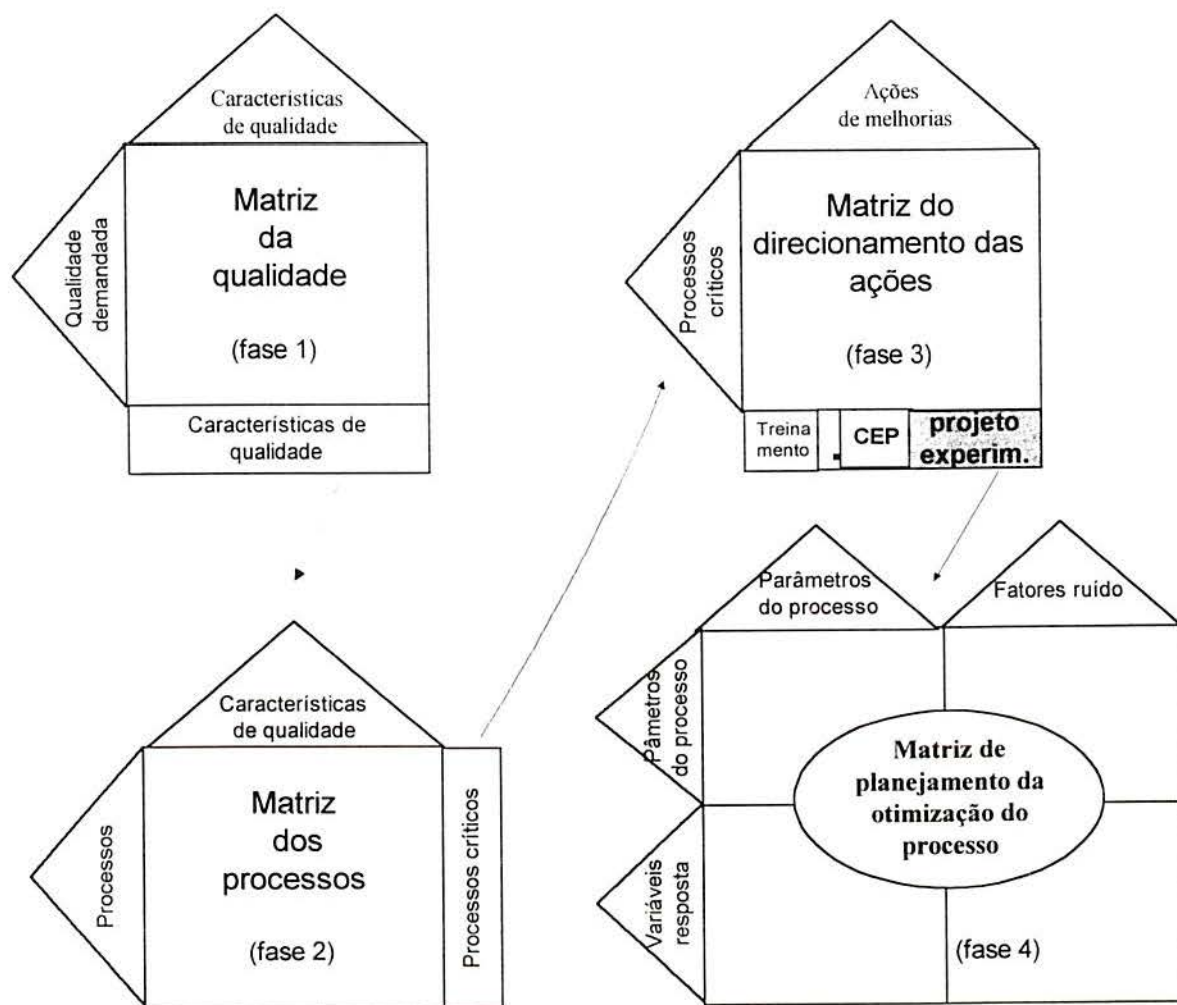 Características
de qualidade
Qualidade
demandada
Matriz
da
qualidade
(fase 1)
Características de
qualidade
Características
de qualidade
Processos
Matriz
dos
processos
(fase 2)
Processos críticos
Ações
de melhorias
Processos
críticos
Matriz do
direcionamento das
ações
(fase 3)
Treina
mento
.
CEP
projeto
experim.
Parâmetros
do processo
Fatores ruído
Pâmetros
do processo
Variáveis
resposta
Matriz de
planejamento da
otimização do
processo
(fase 4)